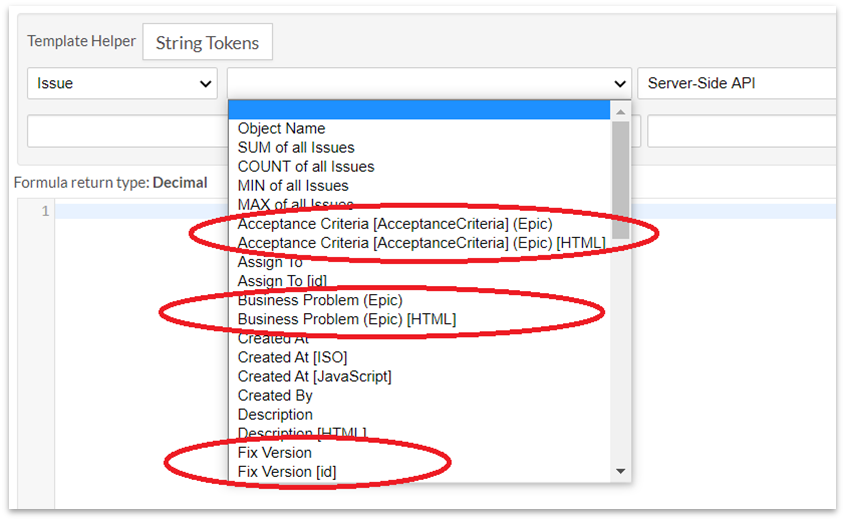 Template Helper
String Tokens
Issue
Server-Side API
Object Name
SUM of all Issues
COUNT of all Issues
MIN of all Issues
MAX of all Issues
Acceptance Criteria [AcceptanceCriteria] (Epic)
Acceptance Criteria [AcceptanceCriteria] (Epic) [HTML]
Assign To
Assign To [id]
Business Problem (Epic)
Business Problem (Epic) [HTML]
Created At
Created At [ISO]
Created At [JavaScript]
Created By
Description
Description [HTML]
Fix Version
Fix Version [id]
Formula return type: Decimal
1